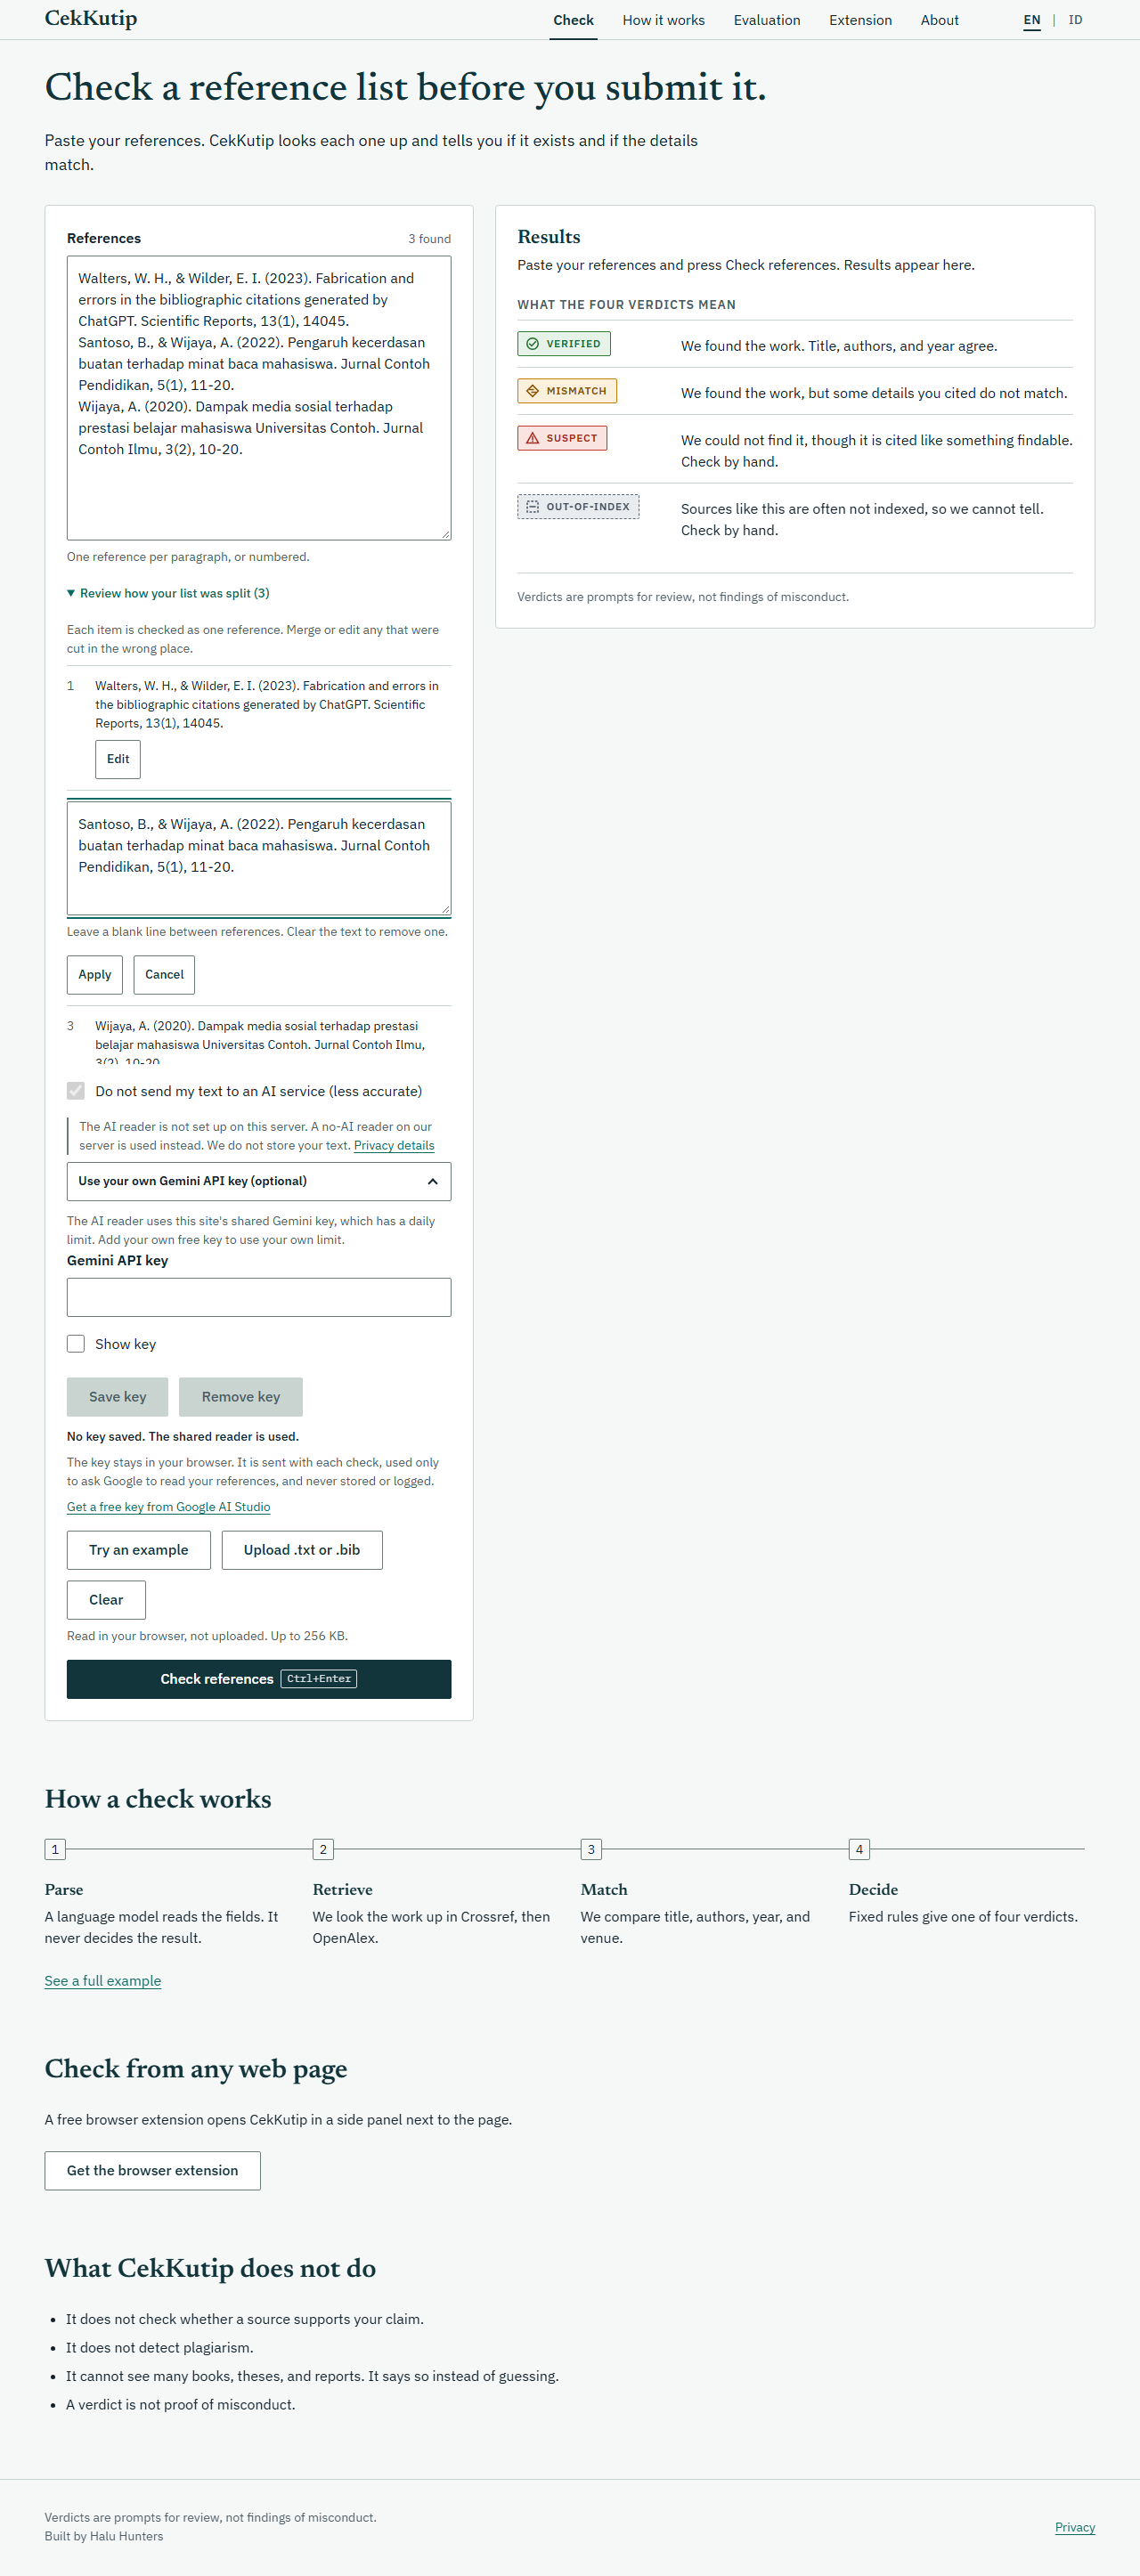 CekKutip
Check
How it works
Evaluation
Extension
About
EN | ID
Check a reference list before you submit it.
Paste your references. CekKutip looks each one up and tells you if it exists and if the details
match.
References
3 found
Walters, W. H., & Wilder, E. I. (2023). Fabrication and
errors in the bibliographic citations generated by
ChatGPT. Scientific Reports, 13(1), 14045.
Santoso, B., & Wijaya, A. (2022). Pengaruh kecerdasan
buatan terhadap minat baca mahasiswa. Jurnal Contoh
Pendidikan, 5(1), 11-20.
Wijaya, A. (2020). Dampak media sosial terhadap
prestasi belajar mahasiswa Universitas Contoh. Jurnal
Contoh Ilmu, 3(2), 10-20.
One reference per paragraph, or numbered.
Review how your list was split (3)
Each item is checked as one reference. Merge or edit any that were
cut in the wrong place.
1
Walters, W. H., & Wilder, E. I. (2023). Fabrication and errors in
the bibliographic citations generated by ChatGPT. Scientific
Reports, 13(1), 14045.
Edit
Santoso, B., & Wijaya, A. (2022). Pengaruh kecerdasan
buatan terhadap minat baca mahasiswa. Jurnal Contoh
Pendidikan, 5(1), 11-20.
Leave a blank line between references. Clear the text to remove one.
Apply
Cancel
3
Wijaya, A. (2020). Dampak media sosial terhadap prestasi
belajar mahasiswa Universitas Contoh. Jurnal Contoh Ilmu,
3(2), 10-20.
Do not send my text to an AI service (less accurate)
The AI reader is not set up on this server. A no-AI reader on our
server is used instead. We do not store your text. Privacy details
Use your own Gemini API key (optional)
The AI reader uses this site's shared Gemini key, which has a daily
limit. Add your own free key to use your own limit.
Gemini API key
Show key
Save key
Remove key
No key saved. The shared reader is used.
The key stays in your browser. It is sent with each check, used only
to ask Google to read your references, and never stored or logged.
Get a free key from Google AI Studio
Try an example
Upload .txt or .bib
Clear
Read in your browser, not uploaded. Up to 256 KB.
Check references Ctrl+Enter
Results
Paste your references and press Check references. Results appear here.
WHAT THE FOUR VERDICTS MEAN
VERIFIED
We found the work. Title, authors, and year agree.
MISMATCH
We found the work, but some details you cited do not match.
SUSPECT
We could not find it, though it is cited like something findable.
Check by hand.
OUT-OF-INDEX
Sources like this are often not indexed, so we cannot tell.
Check by hand.
Verdicts are prompts for review, not findings of misconduct.
How a check works
1
2
3
4
Parse
A language model reads the fields. It
never decides the result.
Retrieve
We look the work up in Crossref, then
OpenAlex.
Match
We compare title, authors, year, and
venue.
Decide
Fixed rules give one of four verdicts.
See a full example
Check from any web page
A free browser extension opens CekKutip in a side panel next to the page.
Get the browser extension
What CekKutip does not do
It does not check whether a source supports your claim.
It does not detect plagiarism.
It cannot see many books, theses, and reports. It says so instead of guessing.
A verdict is not proof of misconduct.
Verdicts are prompts for review, not findings of misconduct.
Built by Halu Hunters
Privacy